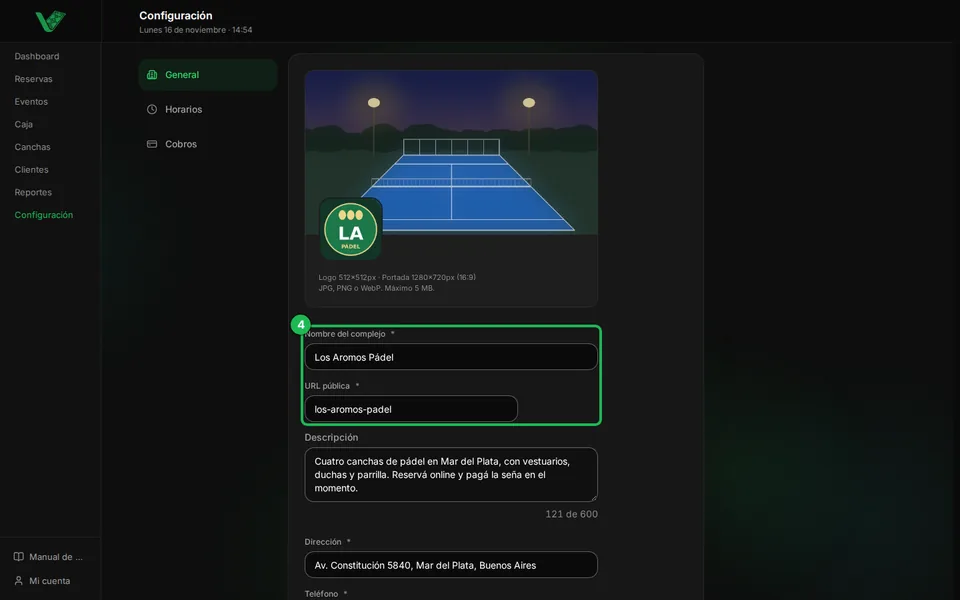 Configuración
Lunes 16 de noviembre · 14:54
Dashboard
Reservas
Eventos
Caja
Canchas
Clientes
Reportes
Configuración
Manual de ...
Mi cuenta
General
Horarios
Cobros
LA
PÁDEL
Logo 512×512px · Portada 1280×720px (16:9)
JPG, PNG o WebP. Máximo 5 MB.
4
Nombre del complejo *
Los Aromos Pádel
URL pública *
los-aromos-padel
Descripción
Cuatro canchas de pádel en Mar del Plata, con vestuarios,
duchas y parrilla. Reservá online y pagá la seña en el
momento.
121 de 600
Dirección *
Av. Constitución 5840, Mar del Plata, Buenos Aires
Teléfono *